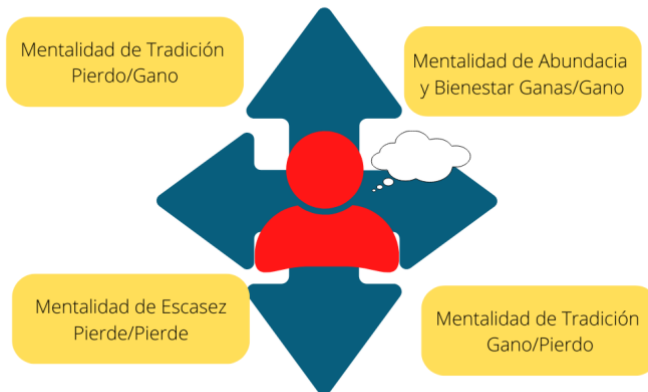 Mentalidad de Tradición
Pierdo/Gano
Mentalidad de Abundacia
y Bienestar Ganas/Gano
Mentalidad de Escasez
Pierde/Pierde
Mentalidad de Tradición
Gano/Pierdo